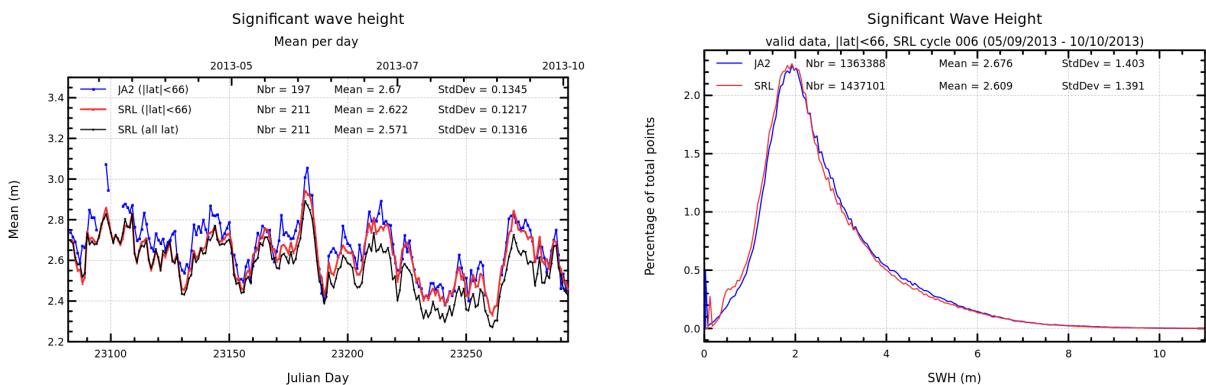 Significant wave height
Mean per day
2013-05 2013-07 2013-10
JA2 (|lat|<66) Nbr = 197 Mean = 2.67 StdDev = 0.1345
SRL (|lat|<66) Nbr = 211 Mean = 2.622 StdDev = 0.1217
SRL (all lat) Nbr = 211 Mean = 2.571 StdDev = 0.1316
3.4
3.2
3.0
2.8
2.6
2.4
2.2
Mean (m)
23100 23150 23200 23250
Julian Day
Significant Wave Height
valid data, |lat|<66, SRL cycle 006 (05/09/2013 - 10/10/2013)
JA2 Nbr = 1363388 Mean = 2.676 StdDev = 1.403
SRL Nbr = 1437101 Mean = 2.609 StdDev = 1.391
2.0
1.5
1.0
0.5
0.0
Percentage of total points
0 2 4 6 8 10
SWH (m)